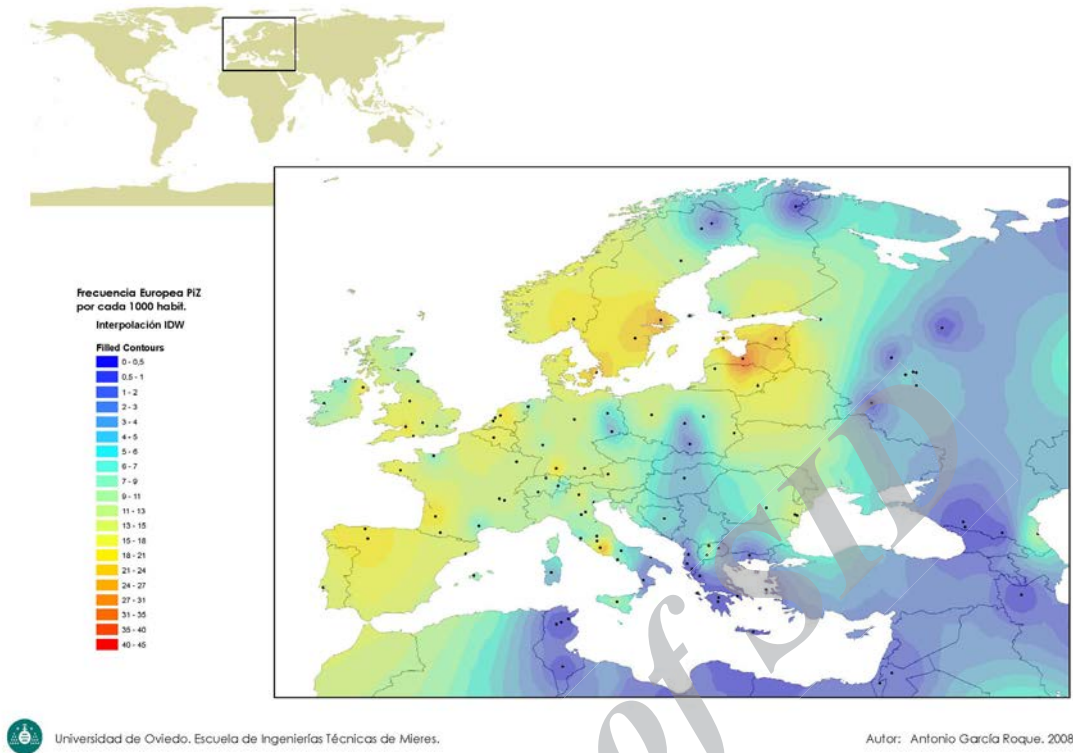 Frecuencia Europea PiZ
por cada 1000 habit.
Interpolación IDW
Filled Contours
0 - 0,5
0,5 - 1
1 - 2
2 - 3
3 - 4
4 - 5
5 - 6
6 - 7
7 - 9
9 - 11
11 - 13
13 - 15
15 - 18
18 - 21
21 - 24
24 - 27
27 - 31
31 - 35
35 - 40
40 - 45
of SID
Universidad de Oviedo. Escuela de Ingenierías Técnicas de Mieres.
Autor: Antonio García Roque. 2008